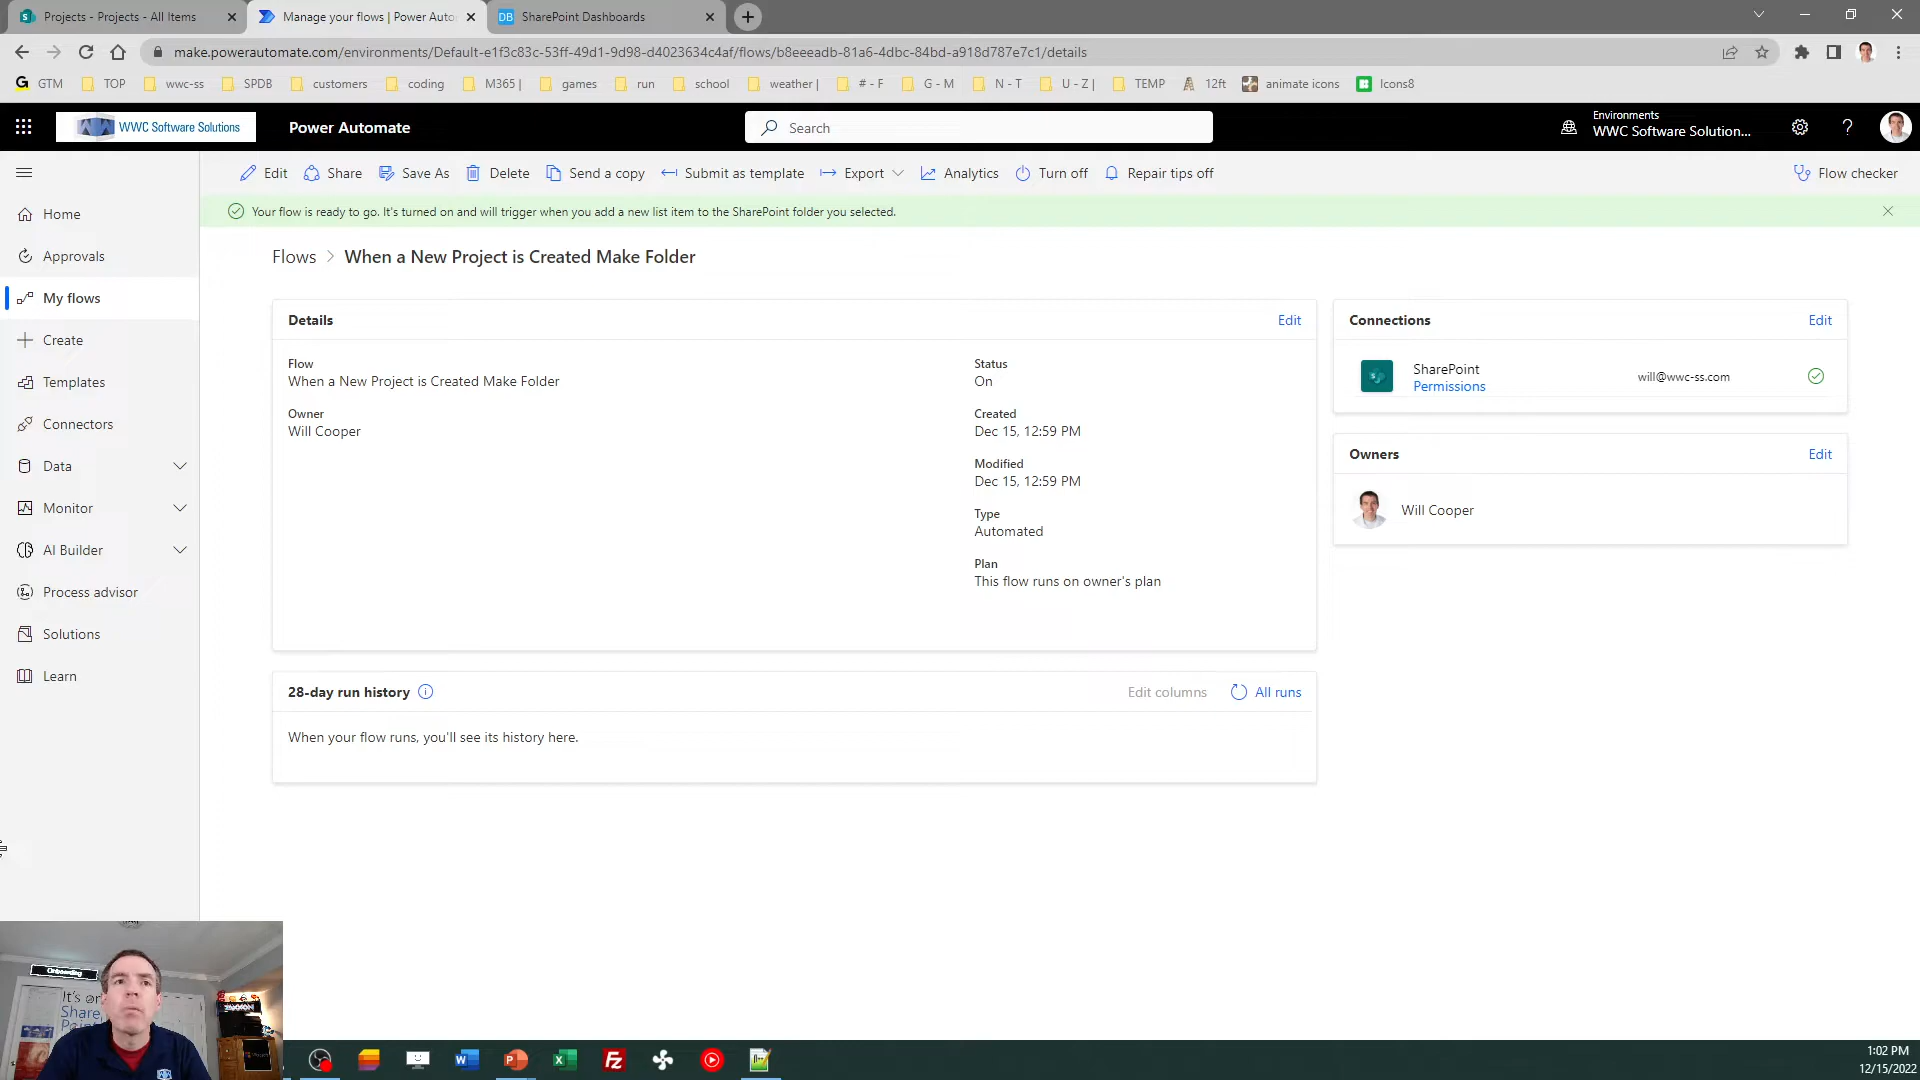 Projects - Projects - All Items
Manage your flows | Power Auto
DB SharePoint Dashboards
make.powerautomate.com/environments/Default-e1f3c83c-53ff-49d1-9d98-d4023634c4af/flows/b8eeeadb-81a6-4dbc-84bd-a918d787e7c1/details
G GTM TOP wwc-ss SPDB customers coding M365 | games run school weather | # - F G - M N - T U - Z | TEMP 12ft animate icons Icons8
WWC Software Solutions
Power Automate
Search
Environments
WWC Software Solution...
Edit Share Save As Delete Send a copy Submit as template Export Analytics Turn off Repair tips off Flow checker
Your flow is ready to go. It's turned on and will trigger when you add a new list item to the SharePoint folder you selected.
Home
Approvals
My flows
Create
Templates
Connectors
Data
Monitor
AI Builder
Process advisor
Solutions
Learn
Flows > When a New Project is Created Make Folder
Details Edit
Flow
When a New Project is Created Make Folder
Owner
Will Cooper
Status
On
Created
Dec 15, 12:59 PM
Modified
Dec 15, 12:59 PM
Type
Automated
Plan
This flow runs on owner's plan
Connections Edit
SharePoint
Permissions
will@wwc-ss.com
Owners Edit
Will Cooper
28-day run history Edit columns All runs
When your flow runs, you'll see its history here.
Onboarding
It's
Share
1:02 PM
12/15/2022